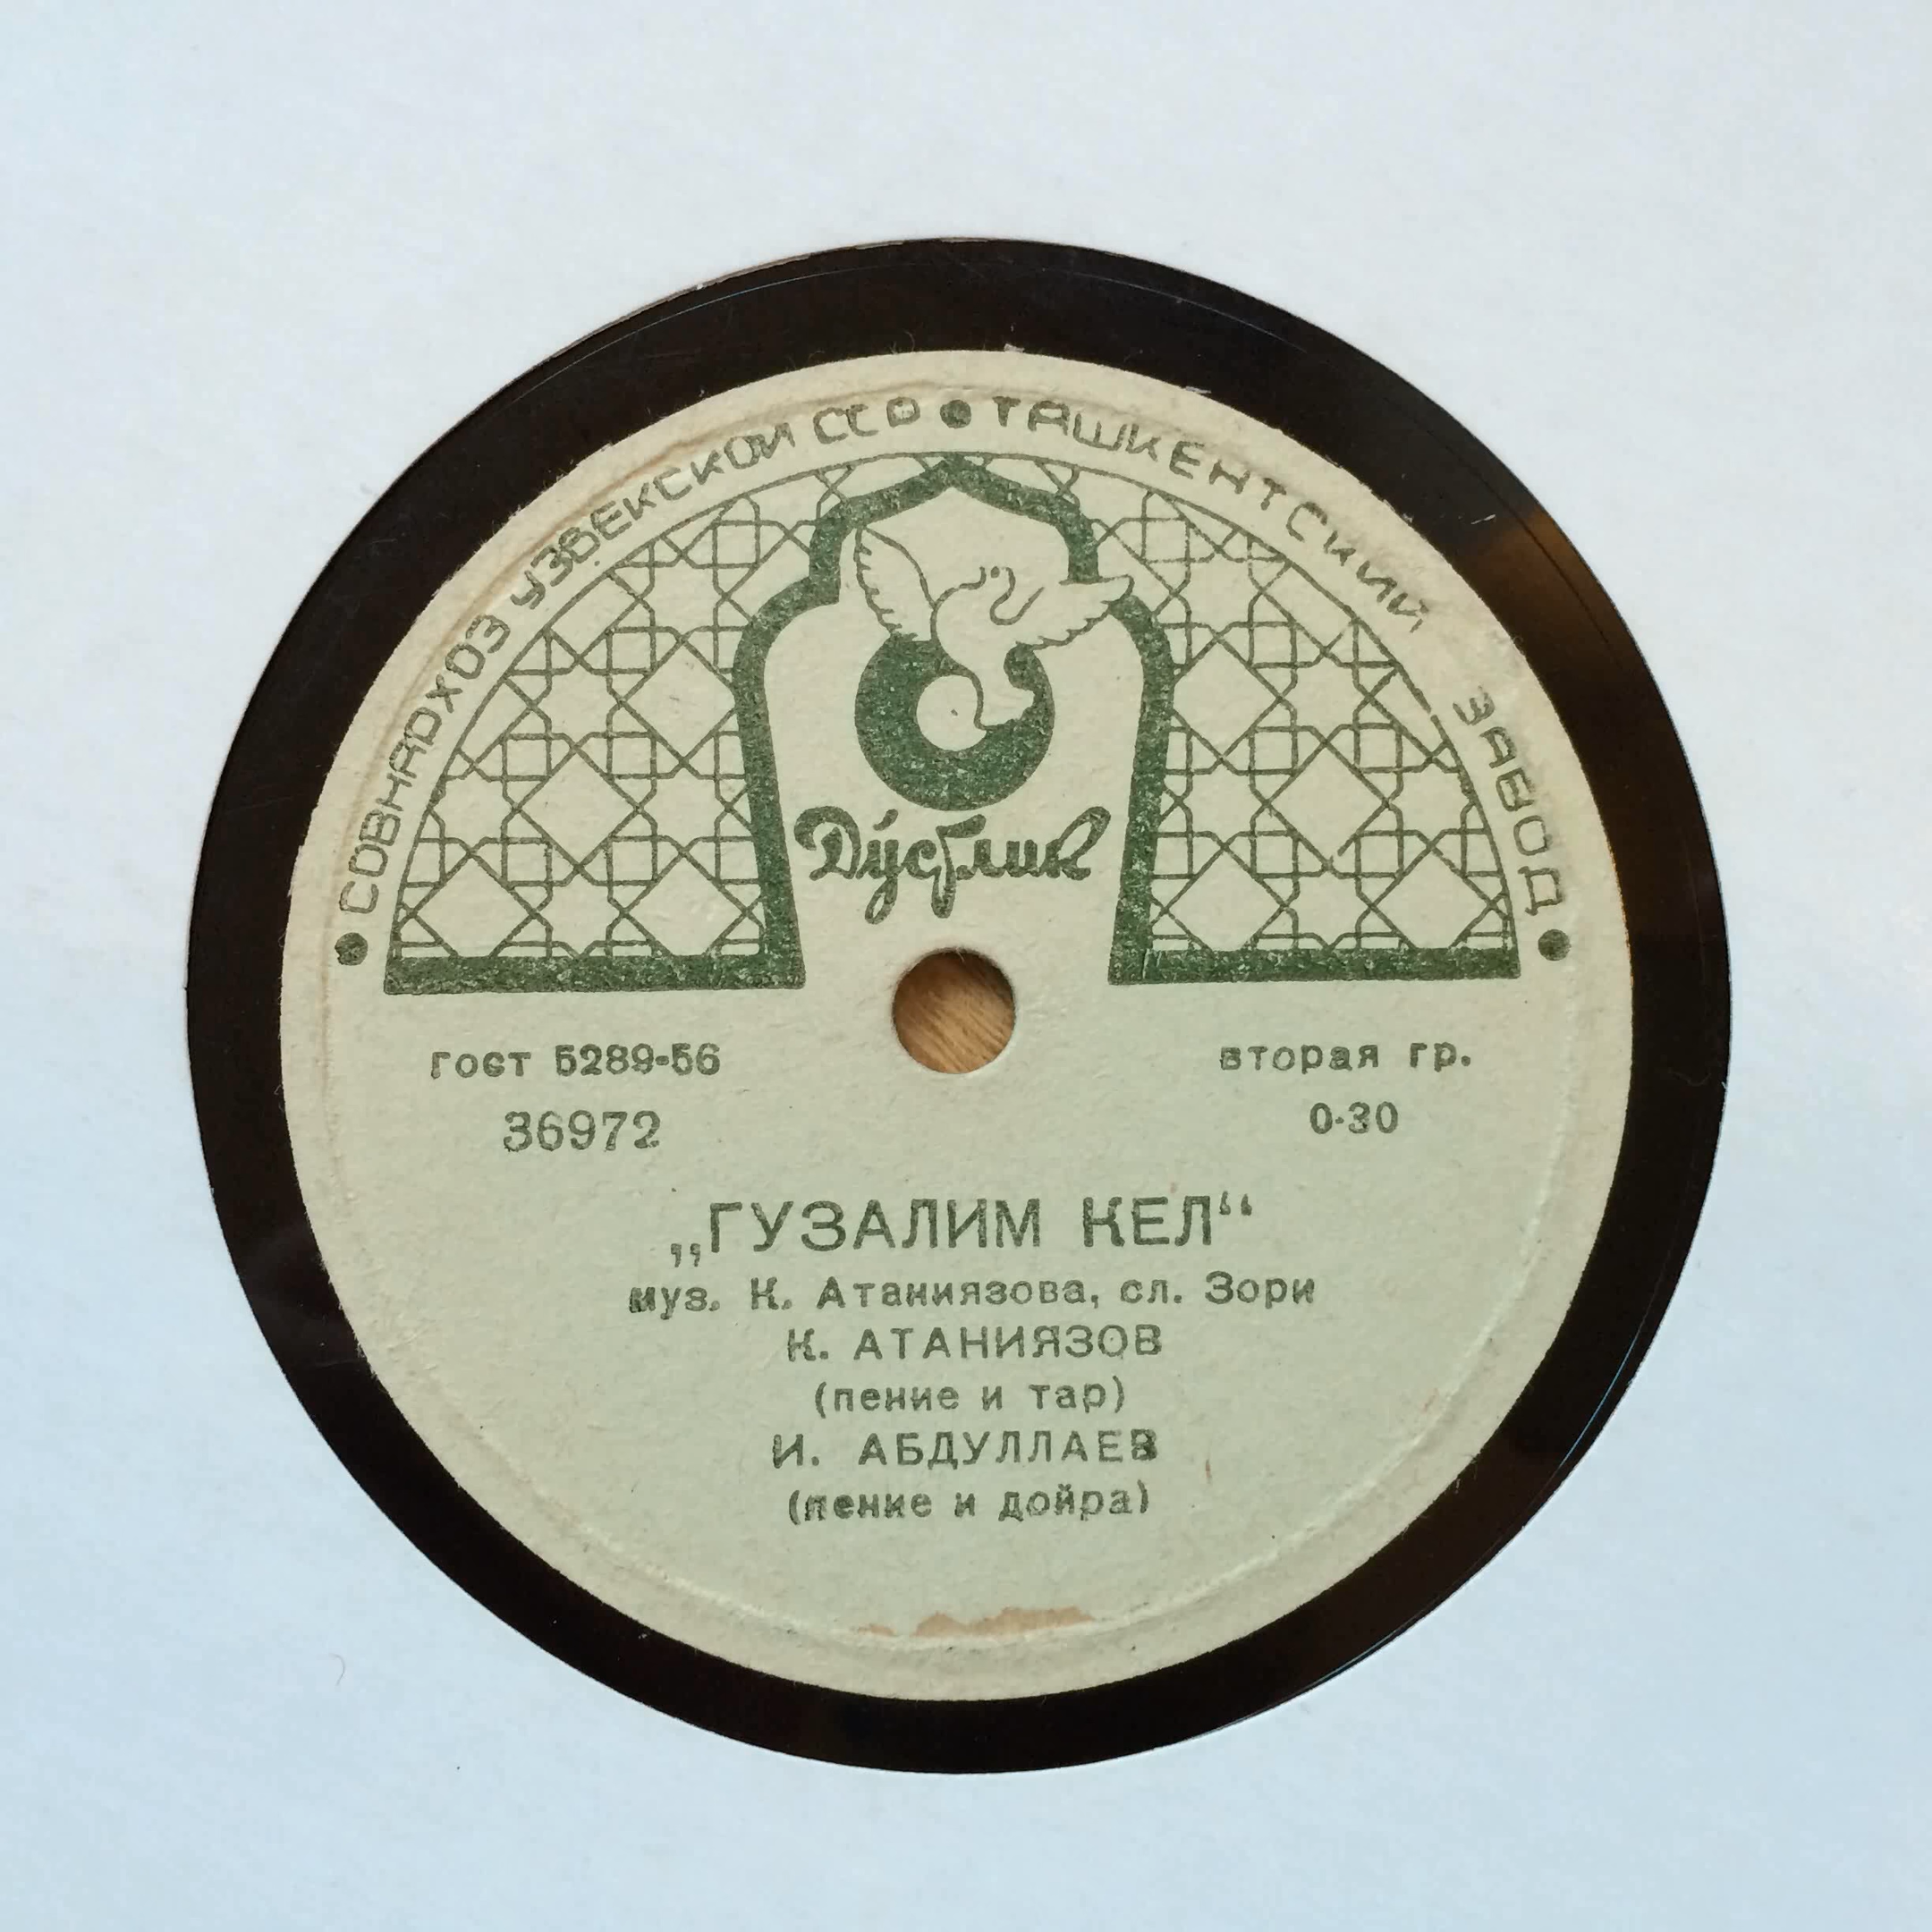 • СОВНАРХОЗ УЗБЕКСКОЙ ССР • ТАШКЕНТСКИЙ ЗАВОД •
Дўстлик
гост 5289-56
вторая гр.
36972
0-30
„ГУЗАЛИМ КЕЛ“
муз. К. Атаниязова, сл. Зори
К. АТАНИЯЗОВ
(пение и тар)
И. АБДУЛЛАЕВ
(пение и дойра)